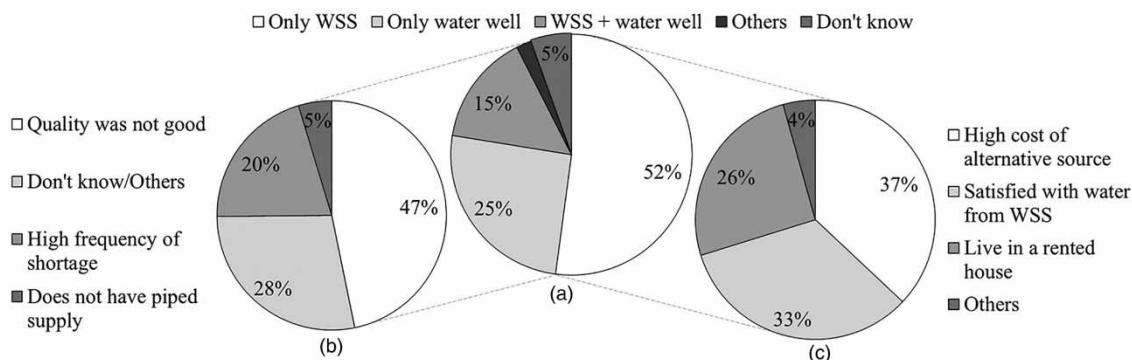 Only WSS Only water well WSS + water well Others Don't know
Quality was not good
Don't know/Others
High frequency of
shortage
Does not have piped
supply
5%
20%
47%
28%
(b)
5%
15%
52%
25%
(a)
4%
26%
37%
33%
(c)
High cost of
alternative source
Satisfied with water
from WSS
Live in a rented
house
Others